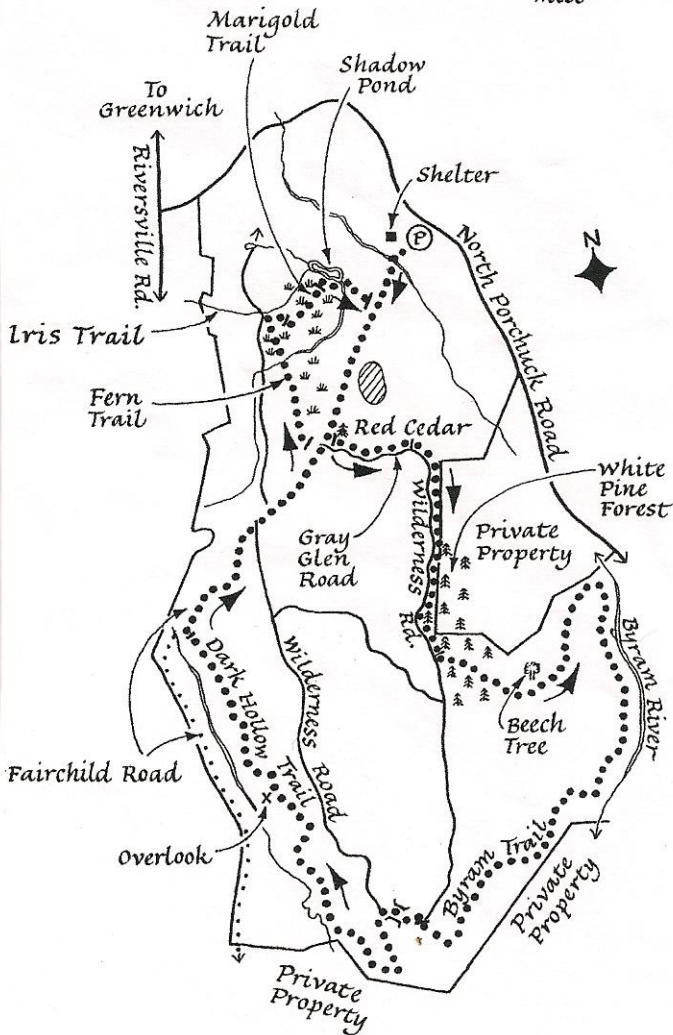 Marigold
Trail
Shadow
Pond
To
Greenwich
Riversville Rd.
Shelter
P
N
North Porchuck Road
Iris Trail
Fern
Trail
Red Cedar
White
Pine
Forest
Gray
Glen
Road
Wilderness
Rd.
Private
Property
Dark Hollow
Trail
Wilderness
Road
Beech
Tree
Byram
River
Fairchild Road
Overlook
Byram Trail
Private
Property
Private
Property